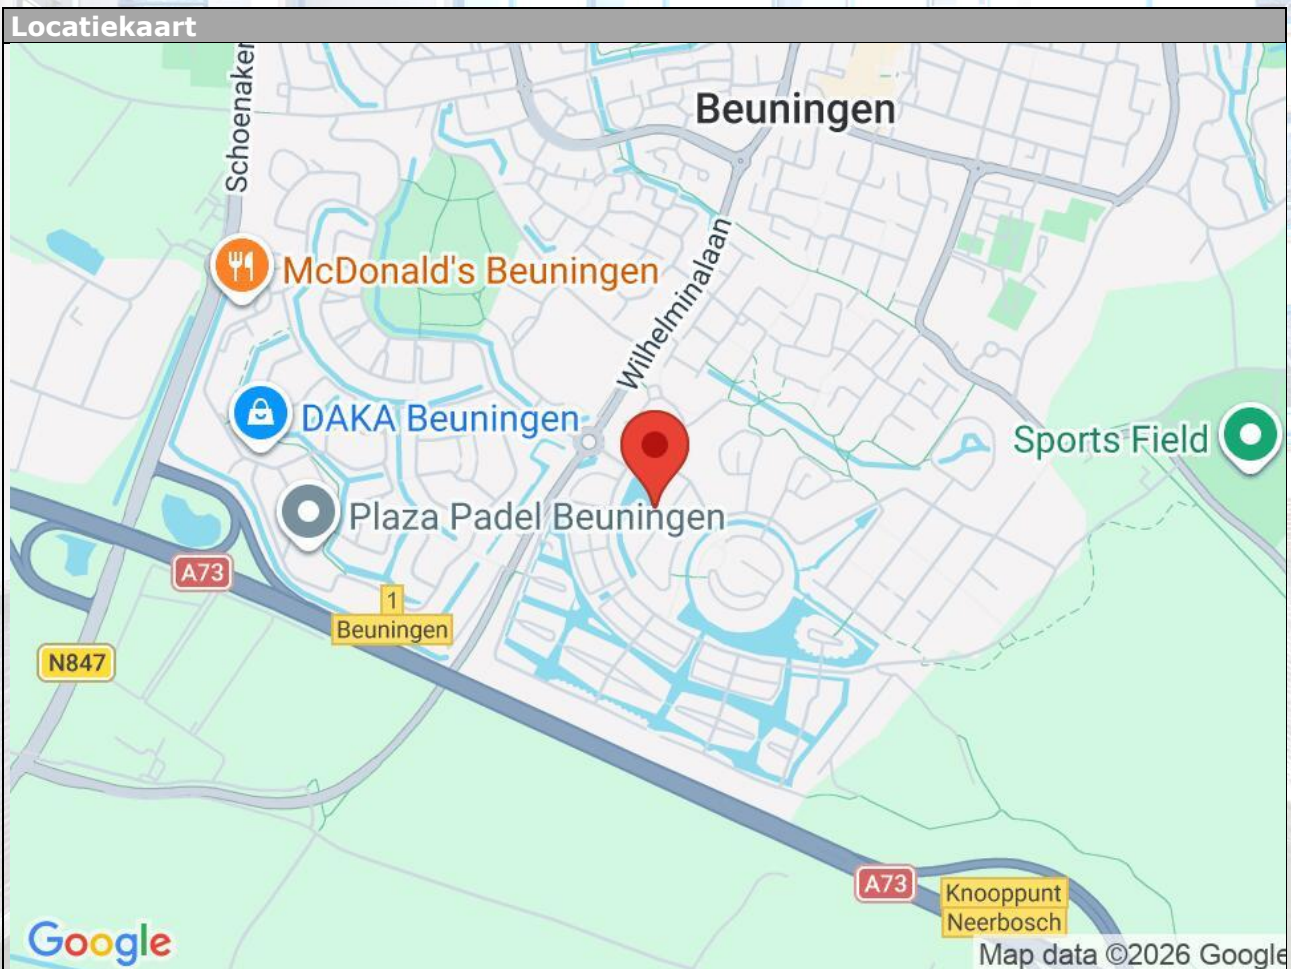 Locatiekaart
Beuningen
Schoenaker
McDonald's Beuningen
Wilhelminalaan
DAKA Beuningen
Sports Field
Plaza Padel Beuningen
A73
1
Beuningen
N847
A73
Knooppunt
Neerbosch
Google
Map data ©2026 Google